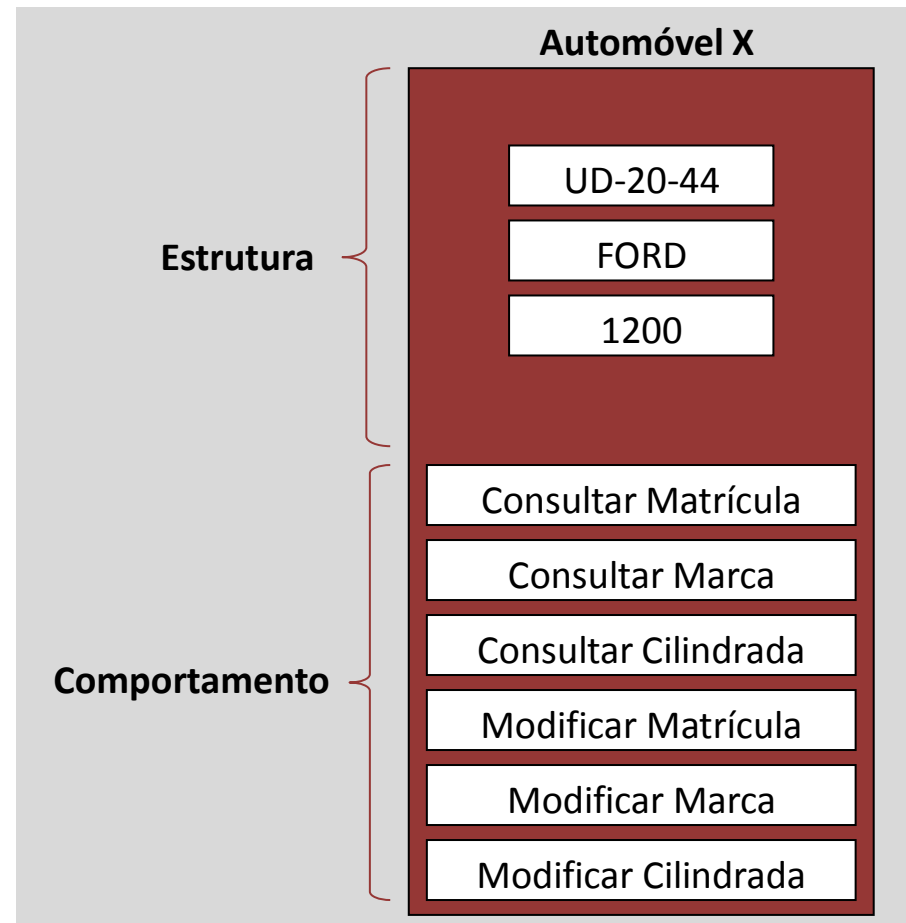 Automóvel X
Estrutura
UD-20-44
FORD
1200
Comportamento
Consultar Matrícula
Consultar Marca
Consultar Cilindrada
Modificar Matrícula
Modificar Marca
Modificar Cilindrada